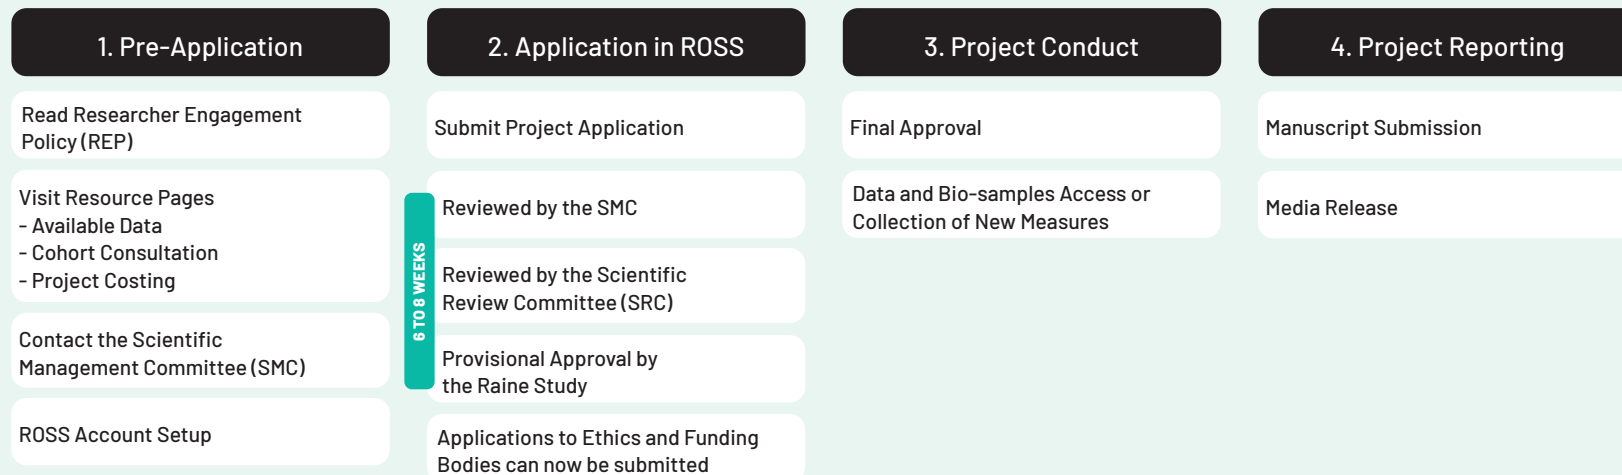 1. Pre-Application
Read Researcher Engagement
Policy (REP)
Visit Resource Pages
- Available Data
- Cohort Consultation
- Project Costing
Contact the Scientific
Management Committee (SMC)
ROSS Account Setup
2. Application in ROSS
Submit Project Application
6 TO 8 WEEKS
Reviewed by the SMC
Reviewed by the Scientific
Review Committee (SRC)
Provisional Approval by
the Raine Study
Applications to Ethics and Funding
Bodies can now be submitted
3. Project Conduct
Final Approval
Data and Bio-samples Access or
Collection of New Measures
4. Project Reporting
Manuscript Submission
Media Release